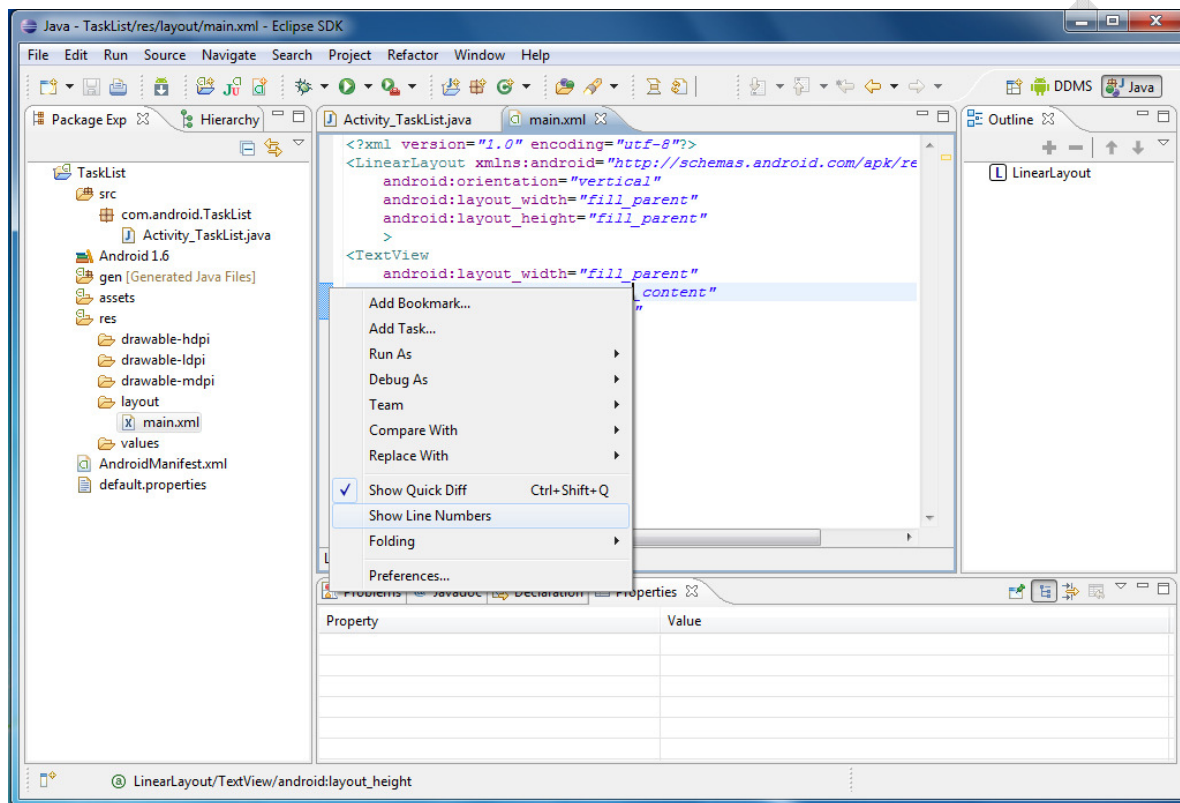 Java - TaskList/res/layout/main.xml - Eclipse SDK
File Edit Run Source Navigate Search Project Refactor Window Help
DDMS Java
Package Exp Hierarchy
TaskList
src
com.android.TaskList
Activity_TaskList.java
Android 1.6
gen [Generated Java Files]
assets
res
drawable-hdpi
drawable-ldpi
drawable-mdpi
layout
main.xml
values
AndroidManifest.xml
default.properties
Activity_TaskList.java main.xml
<?xml version="1.0" encoding="utf-8"?>
<LinearLayout xmlns:android="http://schemas.android.com/apk/re
android:orientation="vertical"
android:layout_width="fill_parent"
android:layout_height="fill_parent"
>
<TextView
android:layout_width="fill_parent"
_content"
"
Add Bookmark...
Add Task...
Run As
Debug As
Team
Compare With
Replace With
Show Quick Diff Ctrl+Shift+Q
Show Line Numbers
Folding
Preferences...
Outline
LinearLayout
Problems Javadoc Declaration Properties
Property Value
LinearLayout/TextView/android:layout_height